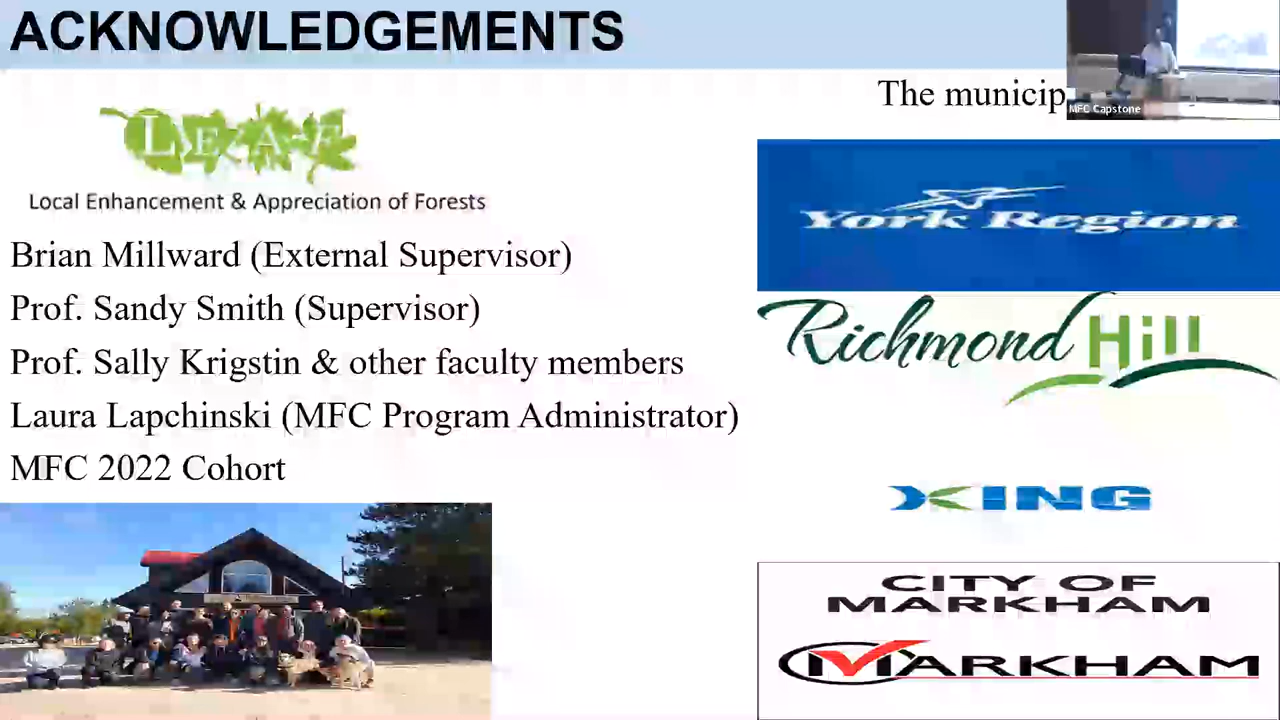 ACKNOWLEDGEMENTS
The municip
MFC Capstone
LEAF
Local Enhancement & Appreciation of Forests
Brian Millward (External Supervisor)
Prof. Sandy Smith (Supervisor)
Prof. Sally Krigstin & other faculty members
Laura Lapchinski (MFC Program Administrator)
MFC 2022 Cohort
York Region
Richmond Hill
KING
CITY OF
MARKHAM
MARKHAM